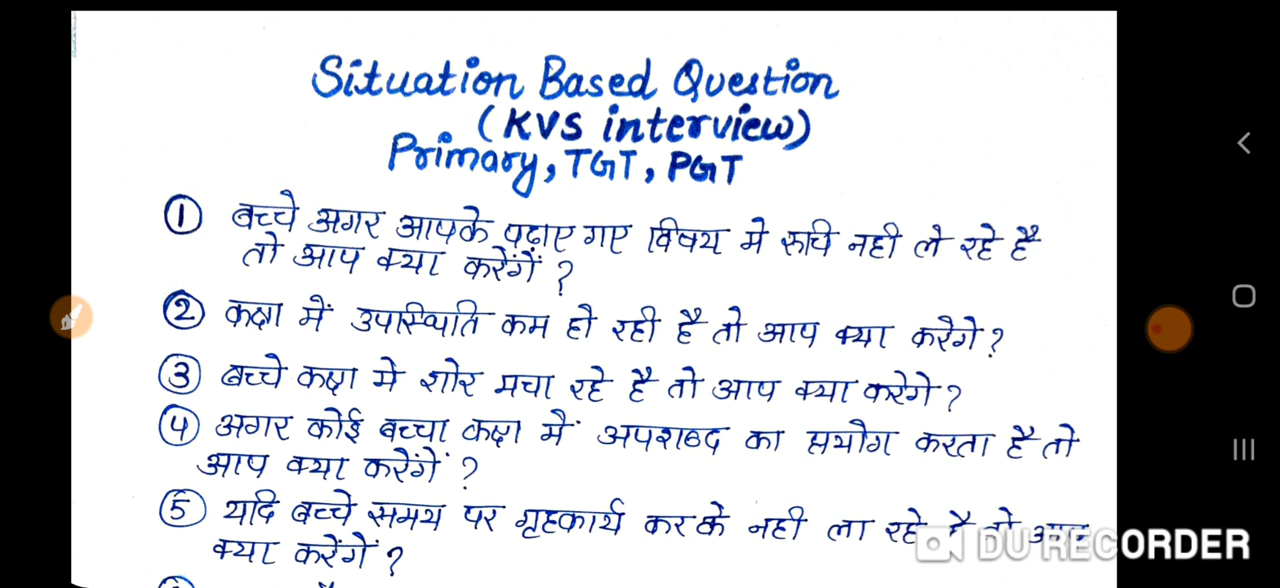 Situation Based Question
(KVS interview)
Primary, TGT, PGT
① बच्चे अगर आपके पढ़ाए गए विषय मे रूचि नही ले रहे है
तो आप क्या करेंगें ?
② कक्षा में उपास्थिति कम हो रही है तो आप क्या करेगे ?
③ बच्चे कक्षा मे शोर मचा रहे है तो आप क्या करेगे ?
④ अगर कोई बच्चा कक्षा में अपशब्द का प्रयोग करता है तो
आप क्या करेंगें ?
⑤ यदि बच्चे समय पर गृहकार्य करके नही ला रहे है तो आप
क्या करेंगें ?
DU RECORDER